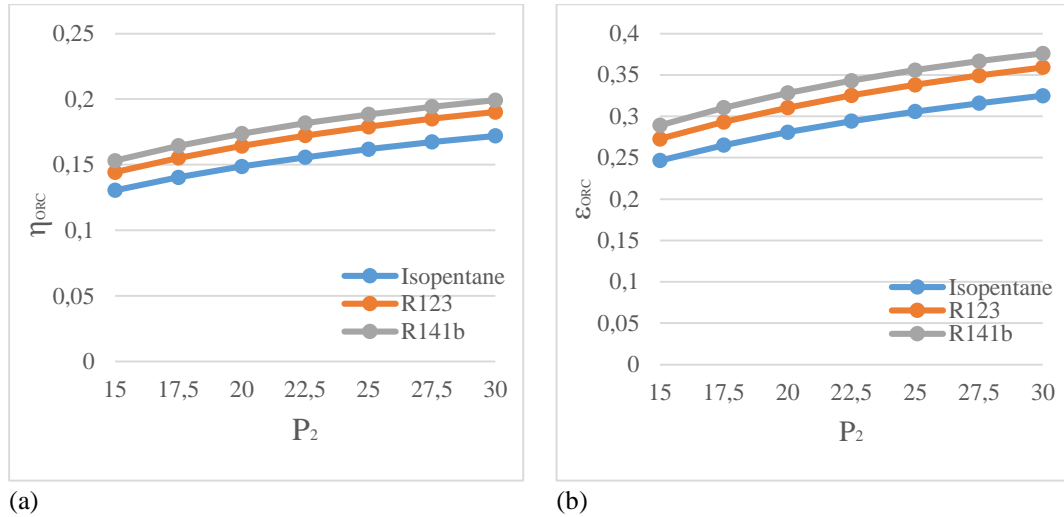 0,25
0,2
0,15
0,1
0,05
0
ηORC
15 17,5 20 22,5 25 27,5 30
P2
Isopentane
R123
R141b
(a)
0,4
0,35
0,3
0,25
0,2
0,15
0,1
0,05
0
εORC
15 17,5 20 22,5 25 27,5 30
P2
Isopentane
R123
R141b
(b)